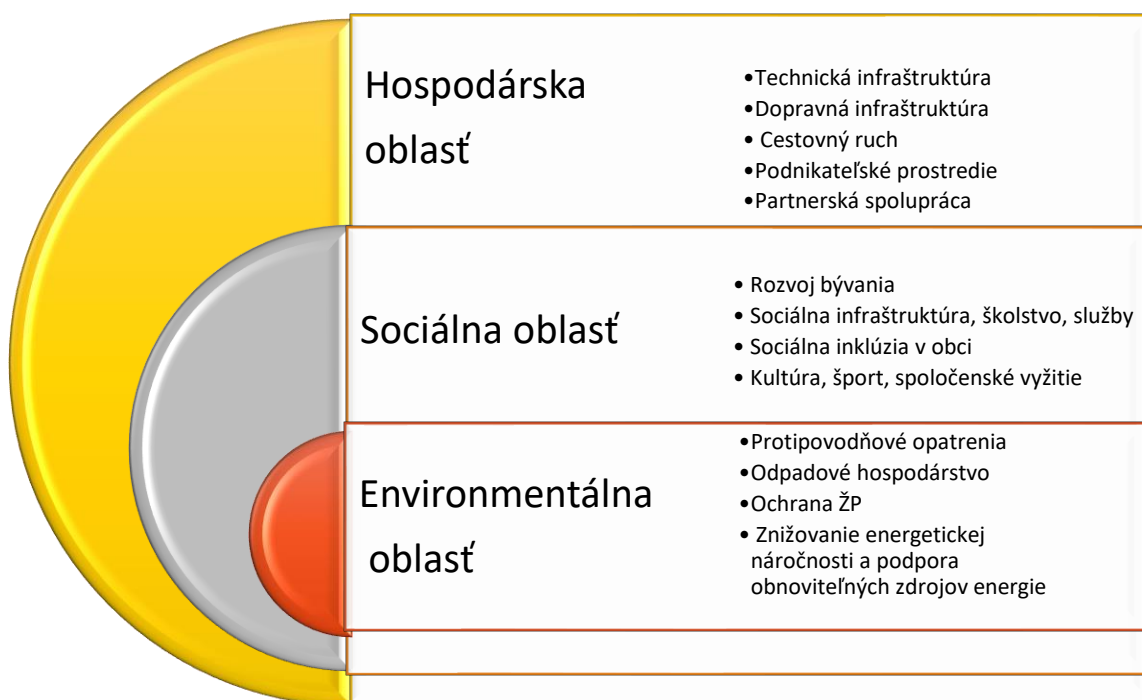 Hospodárska
oblasť
•Technická infraštruktúra
•Dopravná infraštruktúra
• Cestovný ruch
•Podnikateľské prostredie
•Partnerská spolupráca
Sociálna oblasť
• Rozvoj bývania
• Sociálna infraštruktúra, školstvo, služby
• Sociálna inklúzia v obci
• Kultúra, šport, spoločenské vyžitie
Environmentálna
oblasť
•Protipovodňové opatrenia
•Odpadové hospodárstvo
•Ochrana ŽP
• Znižovanie energetickej
náročnosti a podpora
obnoviteľných zdrojov energie